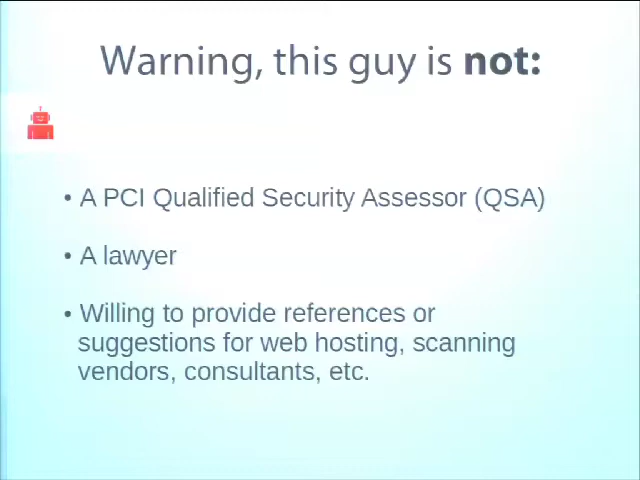 Warning, this guy is not:
• A PCI Qualified Security Assessor (QSA)
• A lawyer
• Willing to provide references or
suggestions for web hosting, scanning
vendors, consultants, etc.